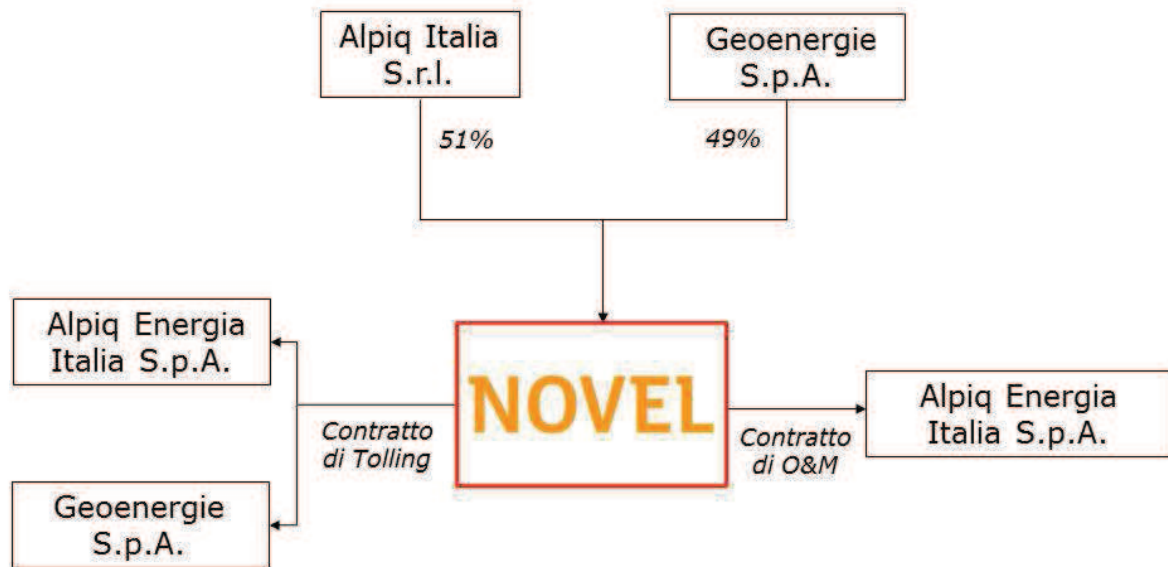 Alpiq Italia
S.r.l.
Geoenergie
S.p.A.
51%
49%
Alpiq Energia
Italia S.p.A.
NOVEL
Alpiq Energia
Italia S.p.A.
Contratto
di Tolling
Contratto
di O&M
Geoenergie
S.p.A.